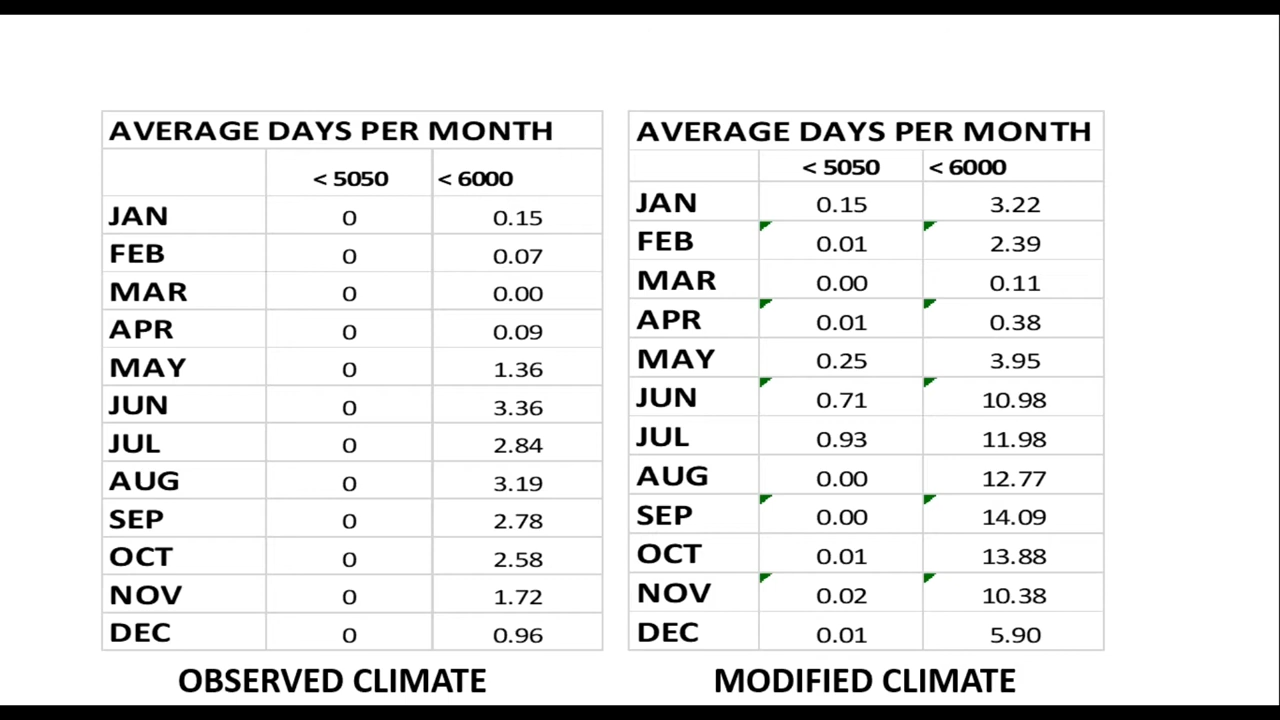 AVERAGE DAYS PER MONTH
< 5050 < 6000
JAN 0 0.15
FEB 0 0.07
MAR 0 0.00
APR 0 0.09
MAY 0 1.36
JUN 0 3.36
JUL 0 2.84
AUG 0 3.19
SEP 0 2.78
OCT 0 2.58
NOV 0 1.72
DEC 0 0.96
OBSERVED CLIMATE
AVERAGE DAYS PER MONTH
< 5050 < 6000
JAN 0.15 3.22
FEB 0.01 2.39
MAR 0.00 0.11
APR 0.01 0.38
MAY 0.25 3.95
JUN 0.71 10.98
JUL 0.93 11.98
AUG 0.00 12.77
SEP 0.00 14.09
OCT 0.01 13.88
NOV 0.02 10.38
DEC 0.01 5.90
MODIFIED CLIMATE